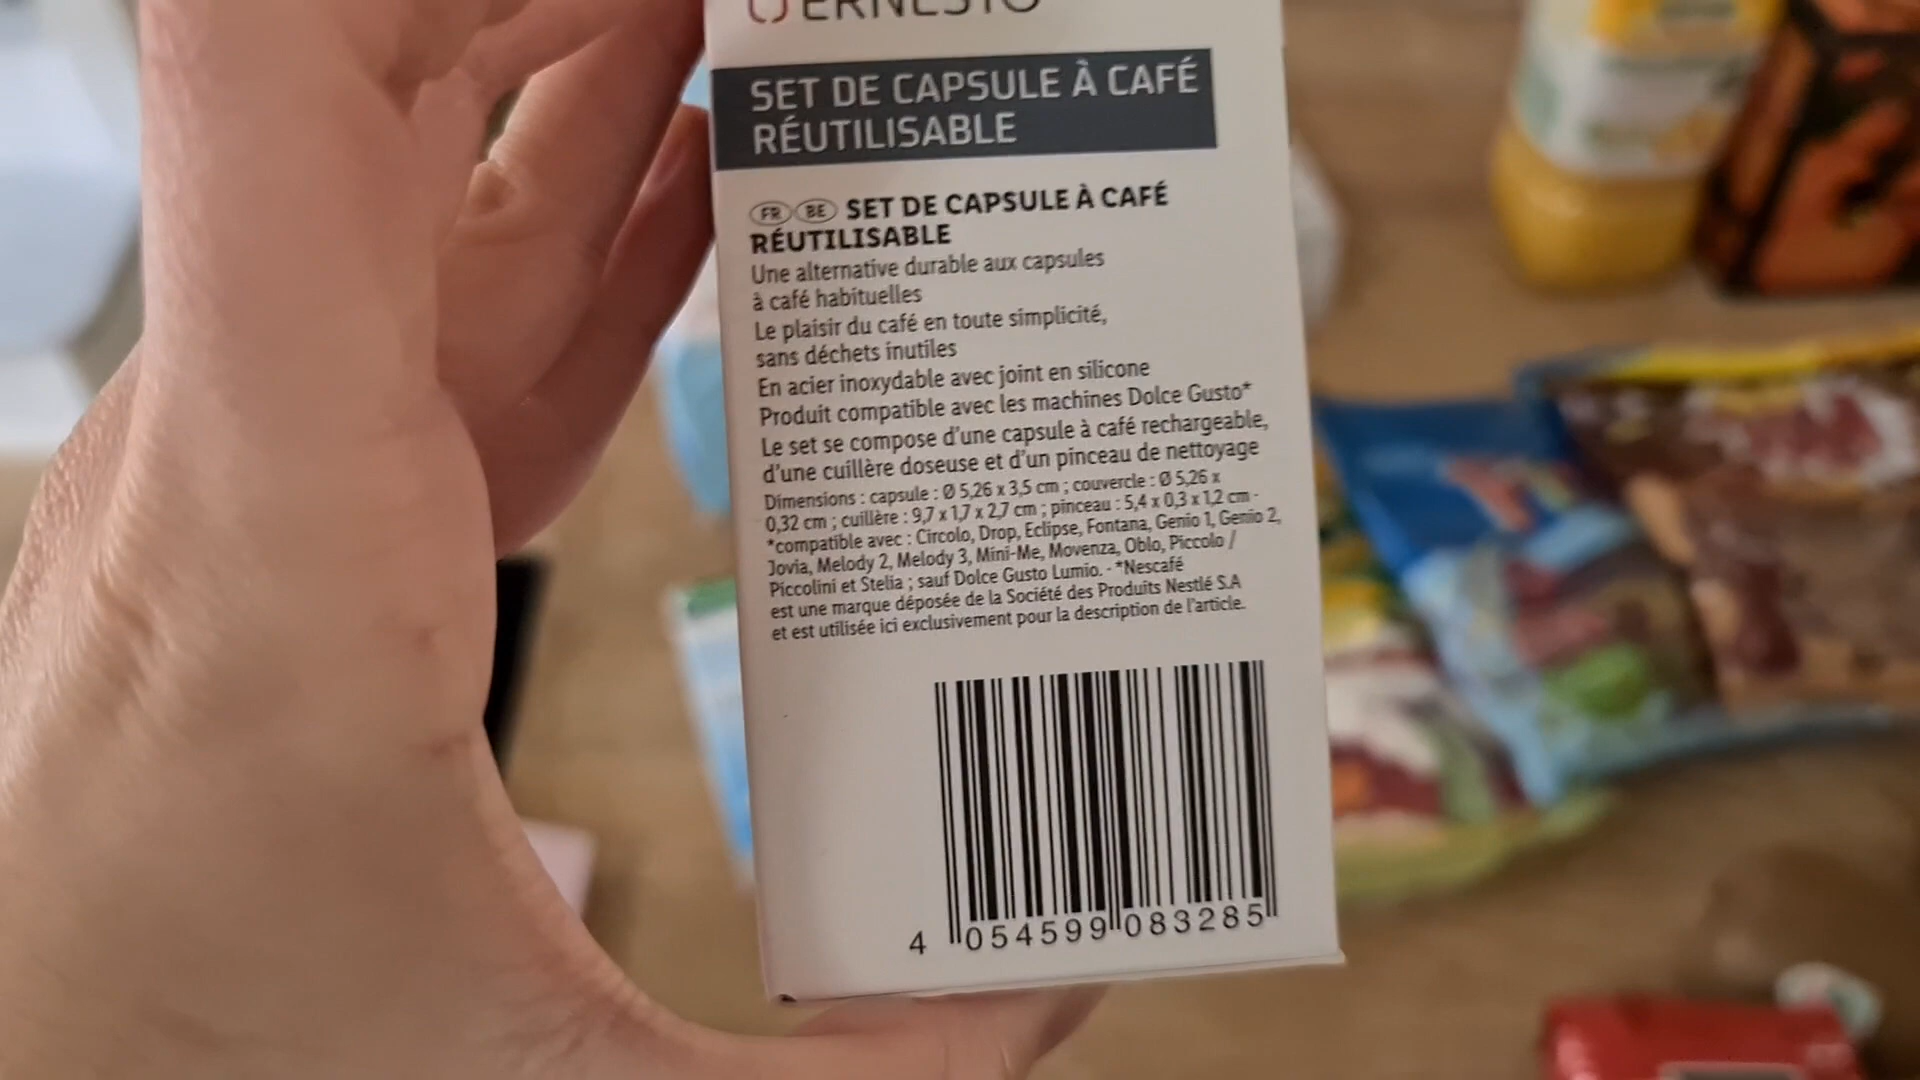 ERNESTO
SET DE CAPSULE À CAFÉ
RÉUTILISABLE
FR BE SET DE CAPSULE À CAFÉ
RÉUTILISABLE
Une alternative durable aux capsules
à café habituelles
Le plaisir du café en toute simplicité,
sans déchets inutiles
En acier inoxydable avec joint en silicone
Produit compatible avec les machines Dolce Gusto*
Le set se compose d'une capsule à café rechargeable,
d'une cuillère doseuse et d'un pinceau de nettoyage
Dimensions : capsule : Ø 5,26 x 3,5 cm ; couvercle : Ø 5,26 x
0,32 cm ; cuillère : 9,7 x 1,7 x 2,7 cm ; pinceau : 5,4 x 0,3 x 1,2 cm -
*compatible avec : Circolo, Drop, Eclipse, Fontana, Genio 1, Genio 2,
Jovia, Melody 2, Melody 3, Mini-Me, Movenza, Oblo, Piccolo /
Piccolini et Stelia ; sauf Dolce Gusto Lumio. - *Nescafé
est une marque déposée de la Société des Produits Nestlé S.A
et est utilisée ici exclusivement pour la description de l'article.
4 054599 083285